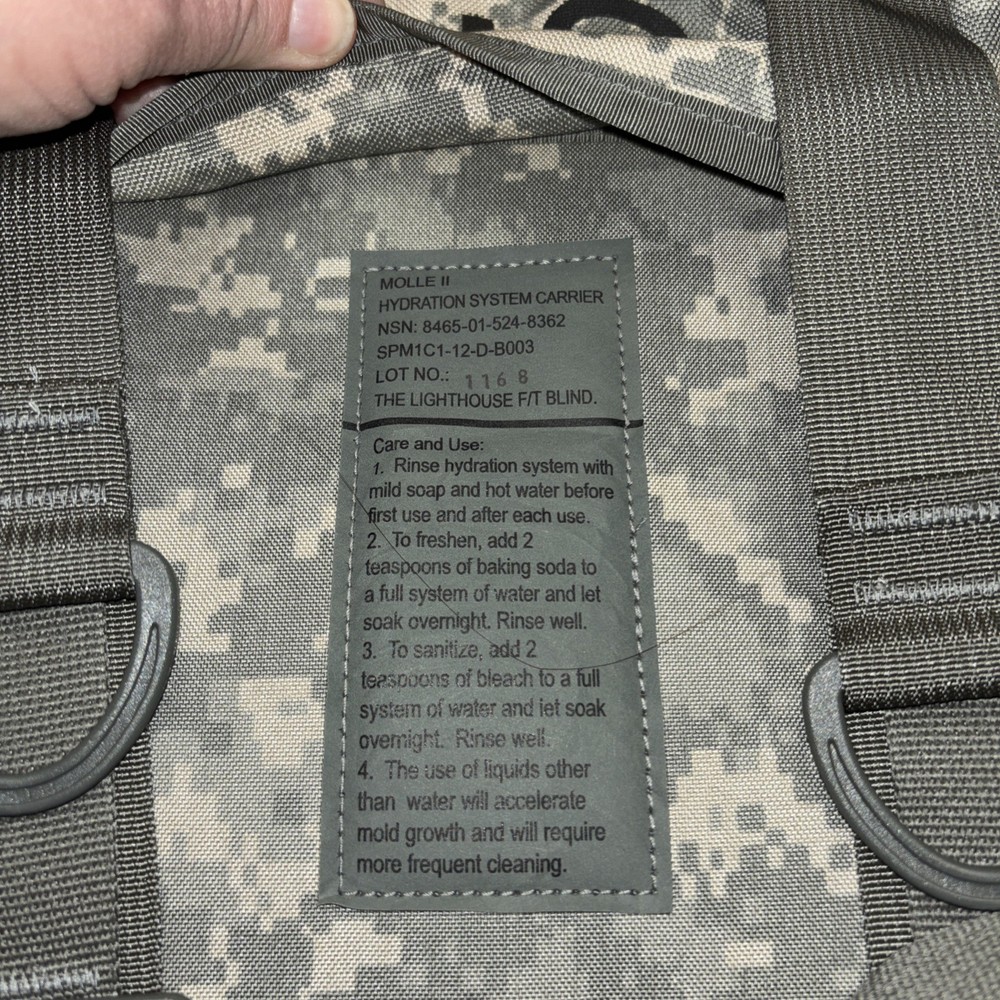 MOLLE II
HYDRATION SYSTEM CARRIER
NSN: 8465-01-524-8362
SPM1C1-12-D-B003
LOT NO.: 1168
THE LIGHTHOUSE F/T BLIND.
Care and Use:
1. Rinse hydration system with
mild soap and hot water before
first use and after each use.
2. To freshen, add 2
teaspoons of baking soda to
a full system of water and let
soak overnight. Rinse well.
3. To sanitize, add 2
teaspoons of bleach to a full
system of water and let soak
overnight. Rinse well.
4. The use of liquids other
than water will accelerate
mold growth and will require
more frequent cleaning.